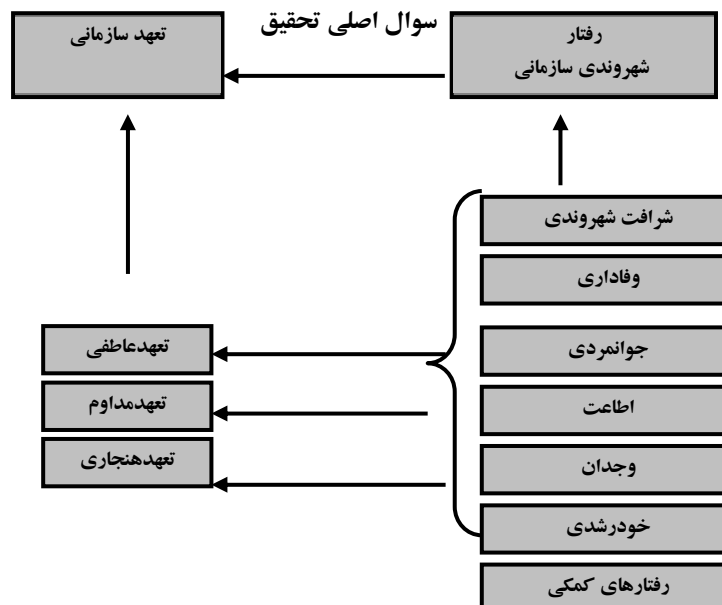 سوال اصلی تحقیق
رفتار
شهروندی سازمانی
تعهد سازمانی
شرافت شهروندی
وفاداری
جوانمردی
اطاعت
وجدان
خودرشدی
رفتارهای کمکی
تعهدعاطفی
تعهدمداوم
تعهدهنجاری